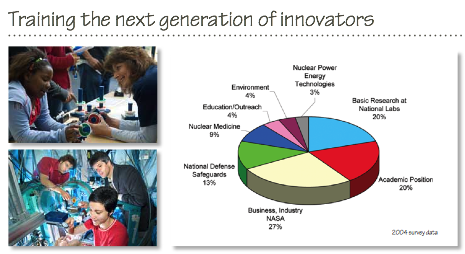 Training the next generation of innovators
Nuclear Power
Energy
Technologies
3%
Environment
4%
Education/Outreach
4%
Nuclear Medicine
9%
National Defense
Safeguards
13%
Business, Industry
NASA
27%
Basic Research at
National Labs
20%
Academic Position
20%
2004 survey data